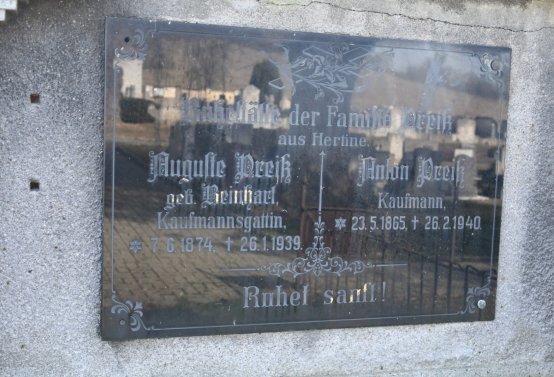 Ruhestätte der Familie Preiß
aus Hertine.
Auguste Preiß
geb. Reinhart,
Kaufmannsgattin,
* 7.6.1874, † 26.1.1939.
Anton Preiß
Kaufmann,
* 23.5.1865, † 26.2.1940.
Ruhet sanft!